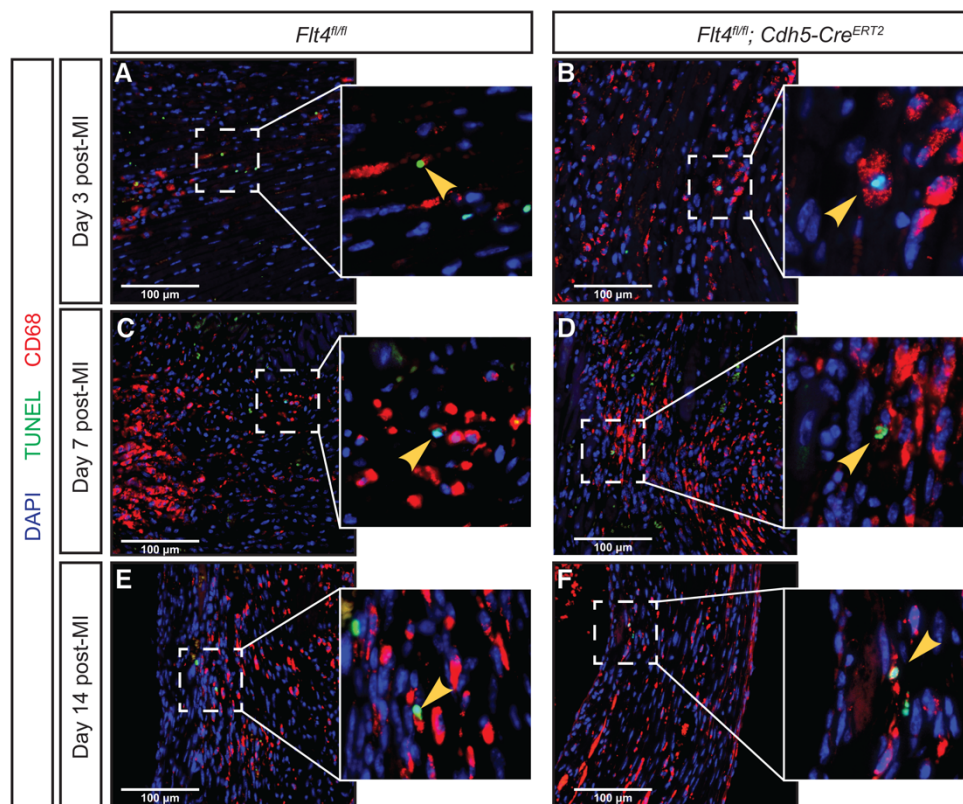 Flt4fl/fl
Flt4fl/fl; Cdh5-CreERT2
DAPI TUNEL CD68
Day 3 post-MI
A
100 µm
B
100 µm
Day 7 post-MI
C
100 µm
D
100 µm
Day 14 post-MI
E
100 µm
F
100 µm